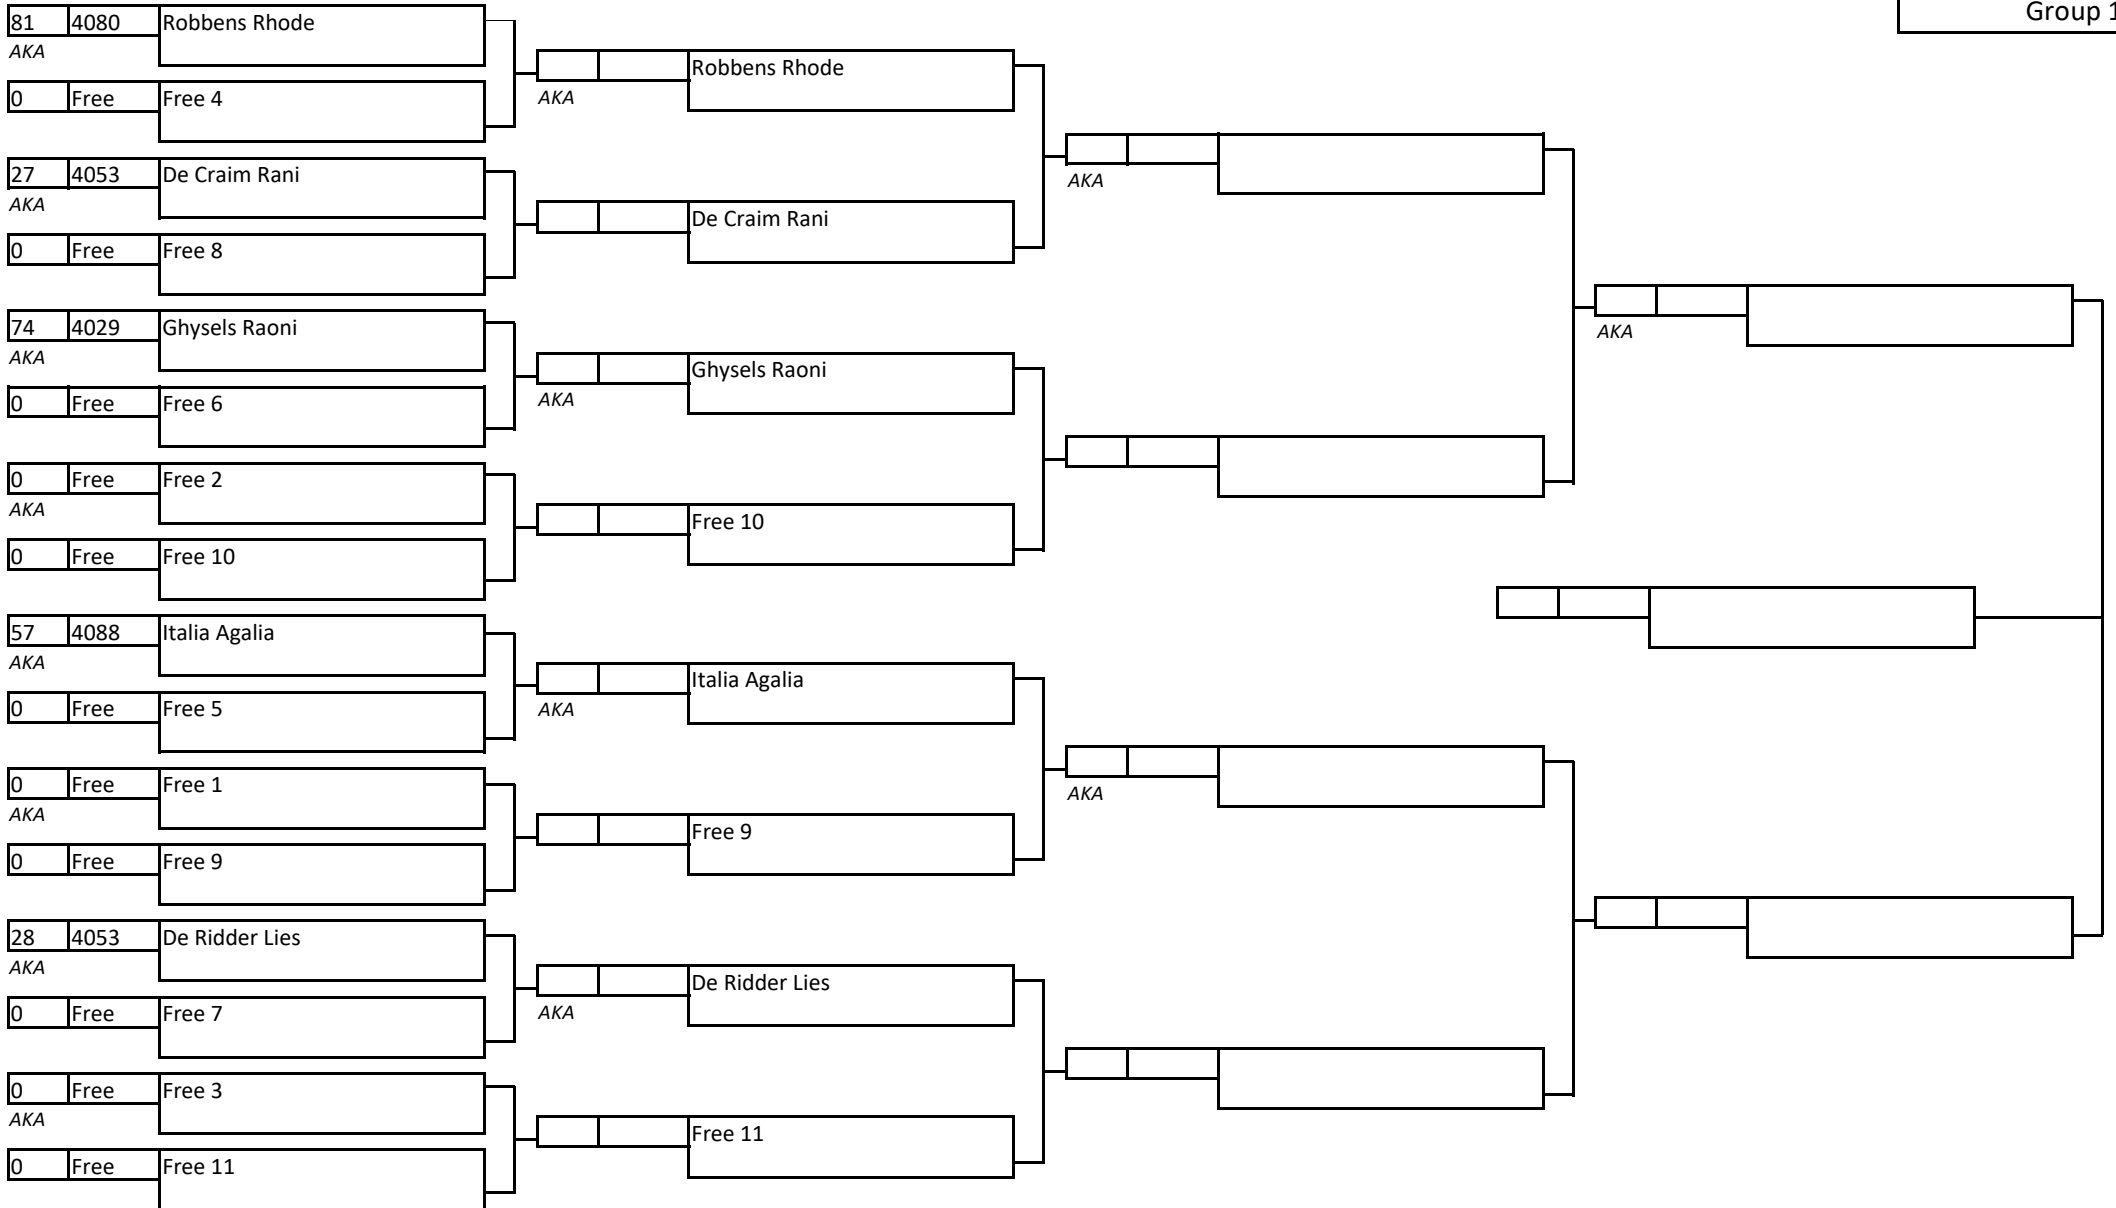 Group 1
81 4080 Robbens Rhode
AKA
0 Free Free 4
Robbens Rhode
AKA
27 4053 De Craim Rani
AKA
0 Free Free 8
De Craim Rani
AKA
74 4029 Ghysels Raoni
AKA
0 Free Free 6
Ghysels Raoni
AKA
0 Free Free 2
AKA
0 Free Free 10
Free 10
AKA
57 4088 Italia Agalia
AKA
0 Free Free 5
Italia Agalia
AKA
0 Free Free 1
AKA
0 Free Free 9
Free 9
AKA
28 4053 De Ridder Lies
AKA
0 Free Free 7
De Ridder Lies
AKA
0 Free Free 3
AKA
0 Free Free 11
Free 11